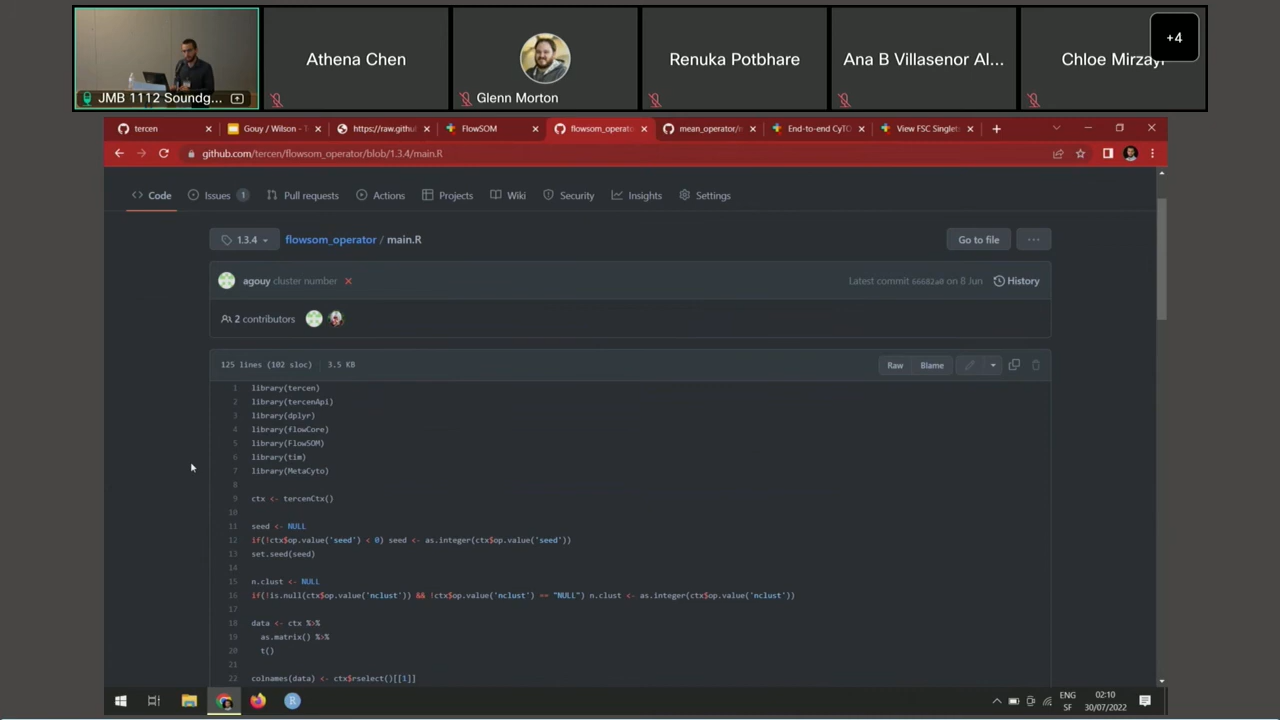 +4
Athena Chen
Renuka Potbhare
Ana B Villasenor Al...
Chloe Mirzayi
JMB 1112 Soundg...
Glenn Morton
tercen
Gouy / Wilson - T
https://raw.githu
FlowSOM
flowsom_operato
mean_operator/m
End-to-end CyTO
View FSC Singlet
github.com/tercen/flowsom_operator/blob/1.3.4/main.R
Code
Issues 1
Pull requests
Actions
Projects
Wiki
Security
Insights
Settings
1.3.4
flowsom_operator / main.R
Go to file
...
agouy cluster number
Latest commit 66682a0 on 8 Jun
History
2 contributors
125 lines (102 sloc) | 3.5 KB
Raw
Blame
1 library(tercen)
2 library(tercenApi)
3 library(dplyr)
4 library(flowCore)
5 library(FlowSOM)
6 library(tim)
7 library(MetaCyto)
8
9 ctx <- tercenCtx()
10
11 seed <- NULL
12 if(!ctx$op.value('seed') < 0) seed <- as.integer(ctx$op.value('seed'))
13 set.seed(seed)
14
15 n.clust <- NULL
16 if(!is.null(ctx$op.value('nclust')) && !ctx$op.value('nclust') == "NULL") n.clust <- as.integer(ctx$op.value('nclust'))
17
18 data <- ctx %>%
19 as.matrix() %>%
20 t()
21
22 colnames(data) <- ctx$rselect()[[1]]
ENG
SF
02:10
30/07/2022